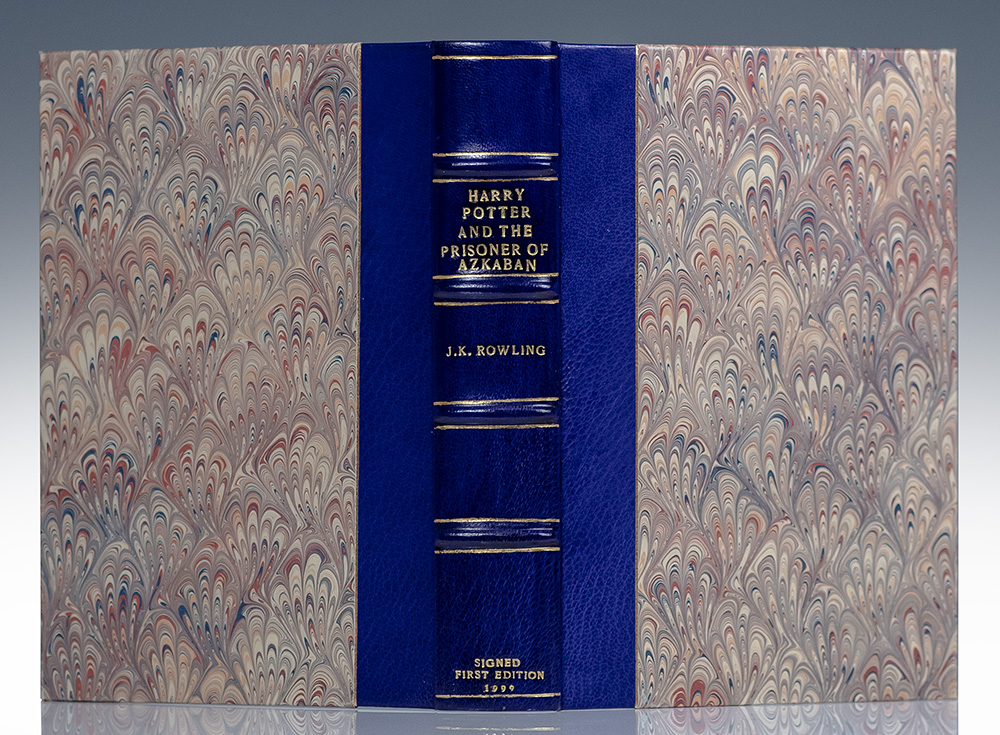 HARRY
POTTER
AND THE
PRISONER OF
AZKABAN
J.K. ROWLING
SIGNED
FIRST EDITION
1999